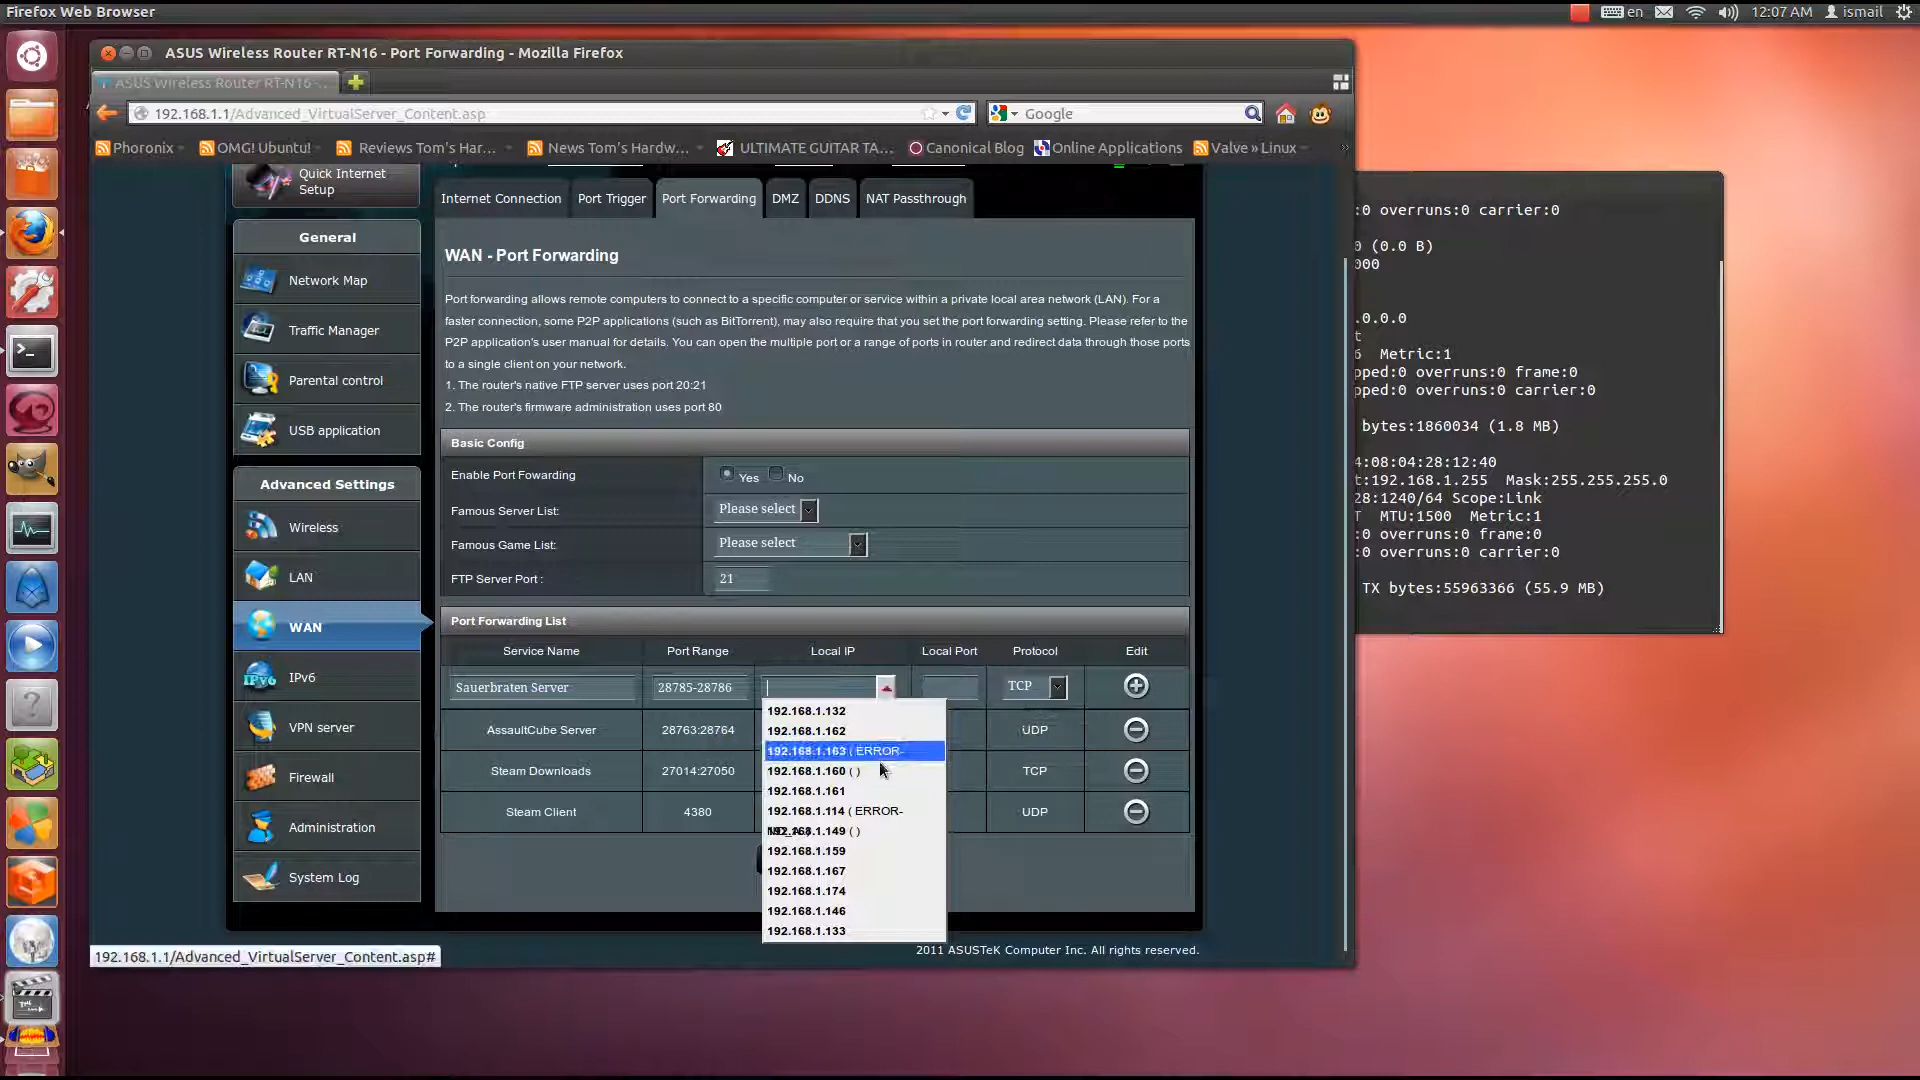 Firefox Web Browser
en
12:07 AM
ismail
ASUS Wireless Router RT-N16 - Port Forwarding - Mozilla Firefox
ASUS Wireless Router RT-N16 -...
192.168.1.1/Advanced_VirtualServer_Content.asp
Google
Phoronix
OMG! Ubuntu!
Reviews Tom's Har...
News Tom's Hardw...
ULTIMATE GUITAR TA...
Canonical Blog
Online Applications
Valve » Linux
Quick Internet
Setup
General
Network Map
Traffic Manager
Parental control
USB application
Advanced Settings
Wireless
LAN
WAN
IPv6
VPN server
Firewall
Administration
System Log
Internet Connection
Port Trigger
Port Forwarding
DMZ
DDNS
NAT Passthrough
WAN - Port Forwarding
Port forwarding allows remote computers to connect to a specific computer or service within a private local area network (LAN). For a
faster connection, some P2P applications (such as BitTorrent), may also require that you set the port forwarding setting. Please refer to the
P2P application's user manual for details. You can open the multiple port or a range of ports in router and redirect data through those ports
to a single client on your network.
1. The router's native FTP server uses port 20:21
2. The router's firmware administration uses port 80
Basic Config
Enable Port Fowarding
Yes
No
Famous Server List:
Please select
Famous Game List:
Please select
FTP Server Port :
21
Port Forwarding List
Service Name
Port Range
Local IP
Local Port
Protocol
Edit
Sauerbraten Server
28785-28786
TCP
AssaultCube Server
28763:28764
UDP
Steam Downloads
27014:27050
TCP
Steam Client
4380
UDP
192.168.1.132
192.168.1.162
192.168.1.163 ( ERROR-
192.168.1.160 ( )
192.168.1.161
192.168.1.114 ( ERROR-
192.168.1.149 ( )
192.168.1.159
192.168.1.167
192.168.1.174
192.168.1.146
192.168.1.133
2011 ASUSTeK Computer Inc. All rights reserved.
192.168.1.1/Advanced_VirtualServer_Content.asp#
:0 overruns:0 carrier:0
0 (0.0 B)
000
.0.0.0
t
6 Metric:1
pped:0 overruns:0 frame:0
pped:0 overruns:0 carrier:0
bytes:1860034 (1.8 MB)
4:08:04:28:12:40
t:192.168.1.255 Mask:255.255.255.0
28:1240/64 Scope:Link
T MTU:1500 Metric:1
:0 overruns:0 frame:0
:0 overruns:0 carrier:0
TX bytes:55963366 (55.9 MB)